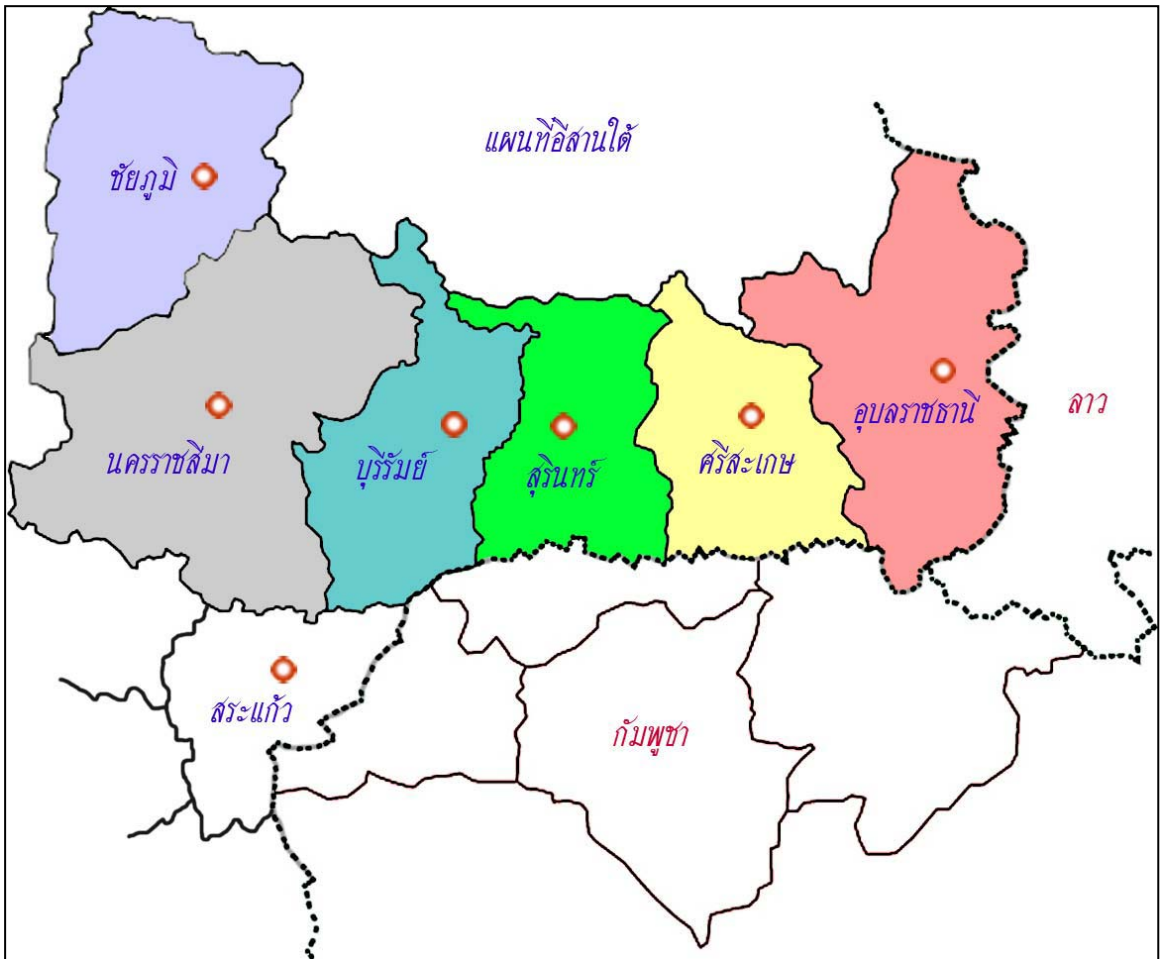 แผนที่อีสานใต้
ชัยภูมิ
ลาว
อุบลราชธานี
นครราชสีมา
บุรีรัมย์
สุรินทร์
ศรีสะเกษ
สระแก้ว
กัมพูชา